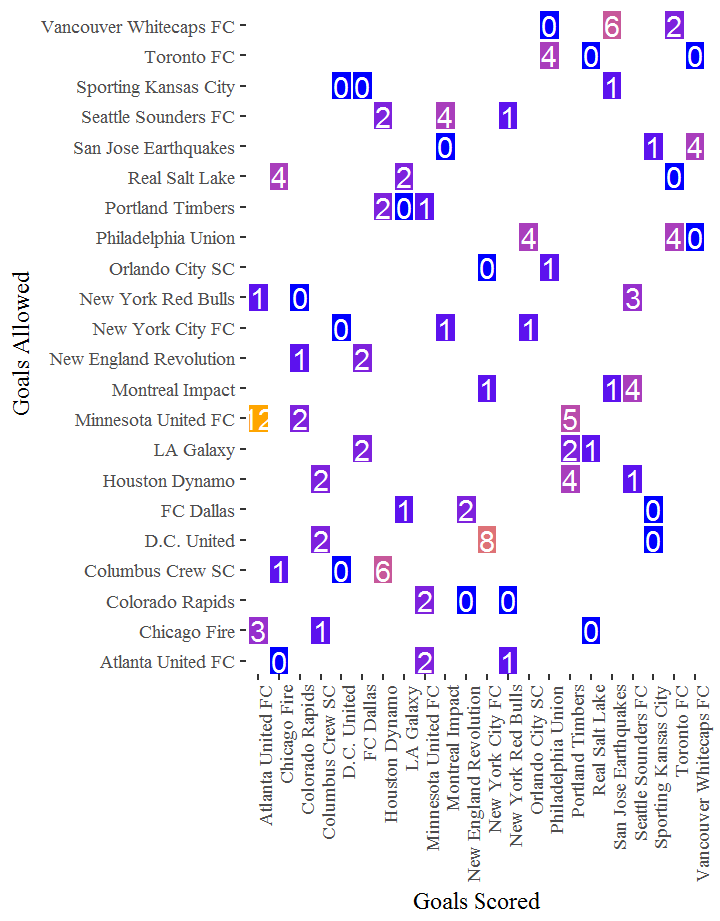 Vancouver Whitecaps FC 0 6 2
Toronto FC 4 0 0
Sporting Kansas City 0 0 1
Seattle Sounders FC 2 4 1
San Jose Earthquakes 0 1 4
Real Salt Lake 4 2 0
Portland Timbers 2 0 1
Philadelphia Union 4 4 0
Orlando City SC 0 1
New York Red Bulls 1 0 3
New York City FC 0 1 1
New England Revolution 1 2
Montreal Impact 1 1 4
Minnesota United FC 12 2 5
LA Galaxy 2 2 1
Houston Dynamo 2 4 1
FC Dallas 1 2 0
D.C. United 2 8 0
Columbus Crew SC 1 0 6
Colorado Rapids 2 0 0
Chicago Fire 3 1 0
Atlanta United FC 0 2 1
Goals Allowed
Atlanta United FC
Chicago Fire
Colorado Rapids
Columbus Crew SC
D.C. United
FC Dallas
Houston Dynamo
LA Galaxy
Minnesota United FC
Montreal Impact
New England Revolution
New York City FC
New York Red Bulls
Orlando City SC
Philadelphia Union
Portland Timbers
Real Salt Lake
San Jose Earthquakes
Seattle Sounders FC
Sporting Kansas City
Toronto FC
Vancouver Whitecaps FC
Goals Scored